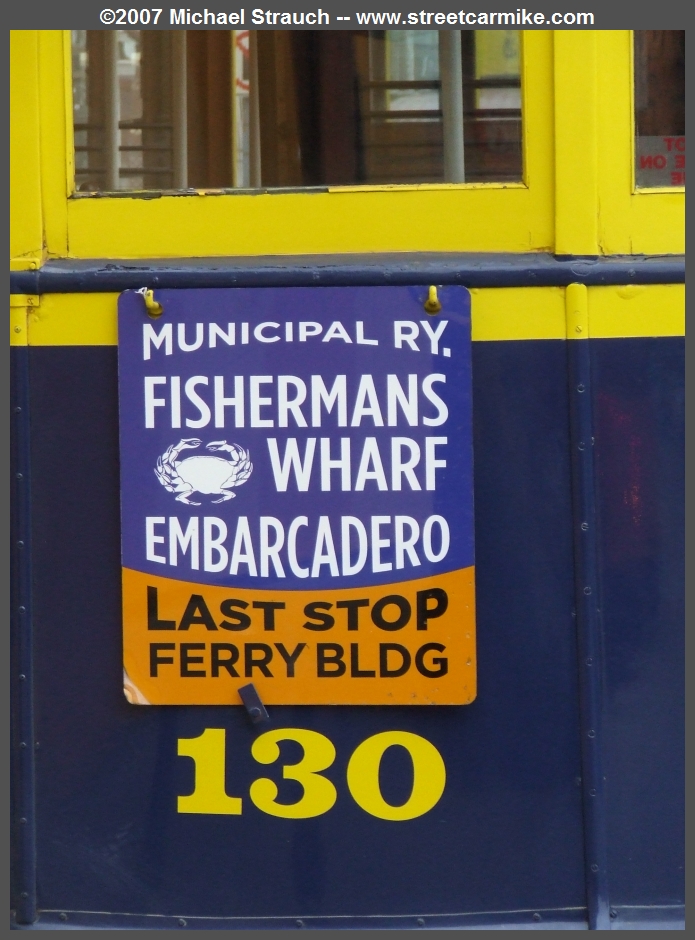 ©2007 Michael Strauch -- www.streetcarmike.com
MUNICIPAL RY.
FISHERMANS
WHARF
EMBARCADERO
LAST STOP
FERRY BLDG
130